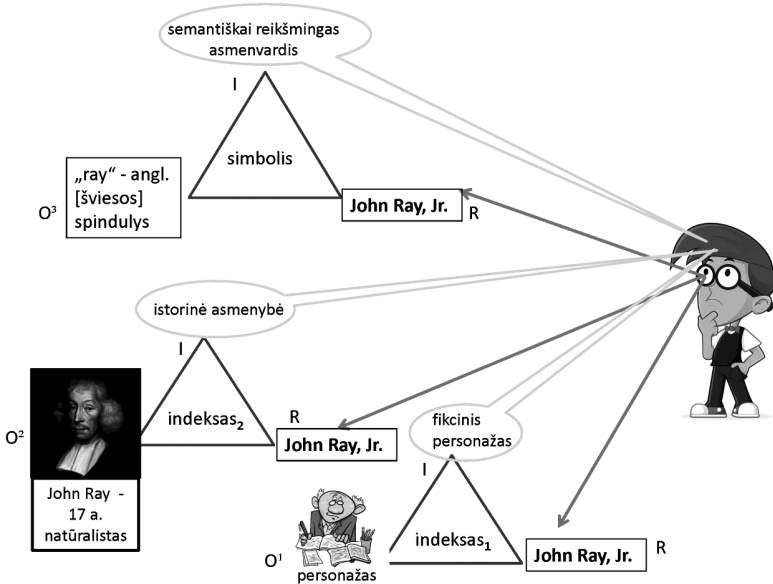 semantiškai reikšmingas
asmenvardis
I
simbolis
„ray“ - angl.
[šviesos]
spindulys
O³
John Ray, Jr.
R
istorinė asmenybė
I
indeksas₂
R
John Ray, Jr.
O²
John Ray -
17 a.
natūralistas
fikcinis
personažas
I
indeksas₁
John Ray, Jr.
R
O¹
personažas